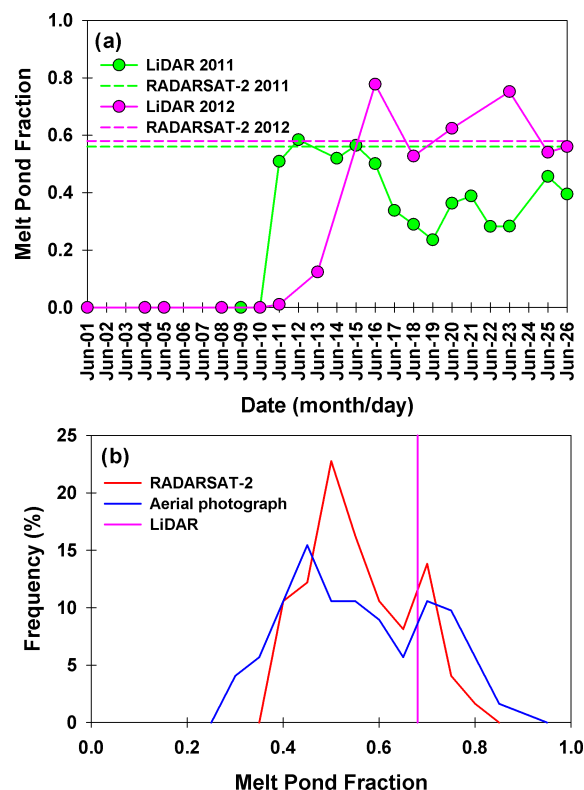 (a)
LiDAR 2011
RADARSAT-2 2011
LiDAR 2012
RADARSAT-2 2012
Melt Pond Fraction
1.0
0.8
0.6
0.4
0.2
0.0
Jun-01
Jun-02
Jun-03
Jun-04
Jun-05
Jun-06
Jun-07
Jun-08
Jun-09
Jun-10
Jun-11
Jun-12
Jun-13
Jun-14
Jun-15
Jun-16
Jun-17
Jun-18
Jun-19
Jun-20
Jun-21
Jun-22
Jun-23
Jun-24
Jun-25
Jun-26
Date (month/day)
(b)
RADARSAT-2
Aerial photograph
LiDAR
Frequency (%)
25
20
15
10
5
0
0.0
0.2
0.4
0.6
0.8
1.0
Melt Pond Fraction